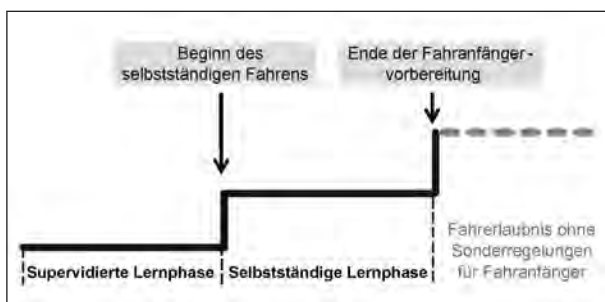 Beginn des
selbstständigen Fahrens
Ende der Fahranfänger-
vorbereitung
Supervidierte Lernphase
Selbstständige Lernphase
Fahrerlaubnis ohne
Sonderregelungen
für Fahranfänger